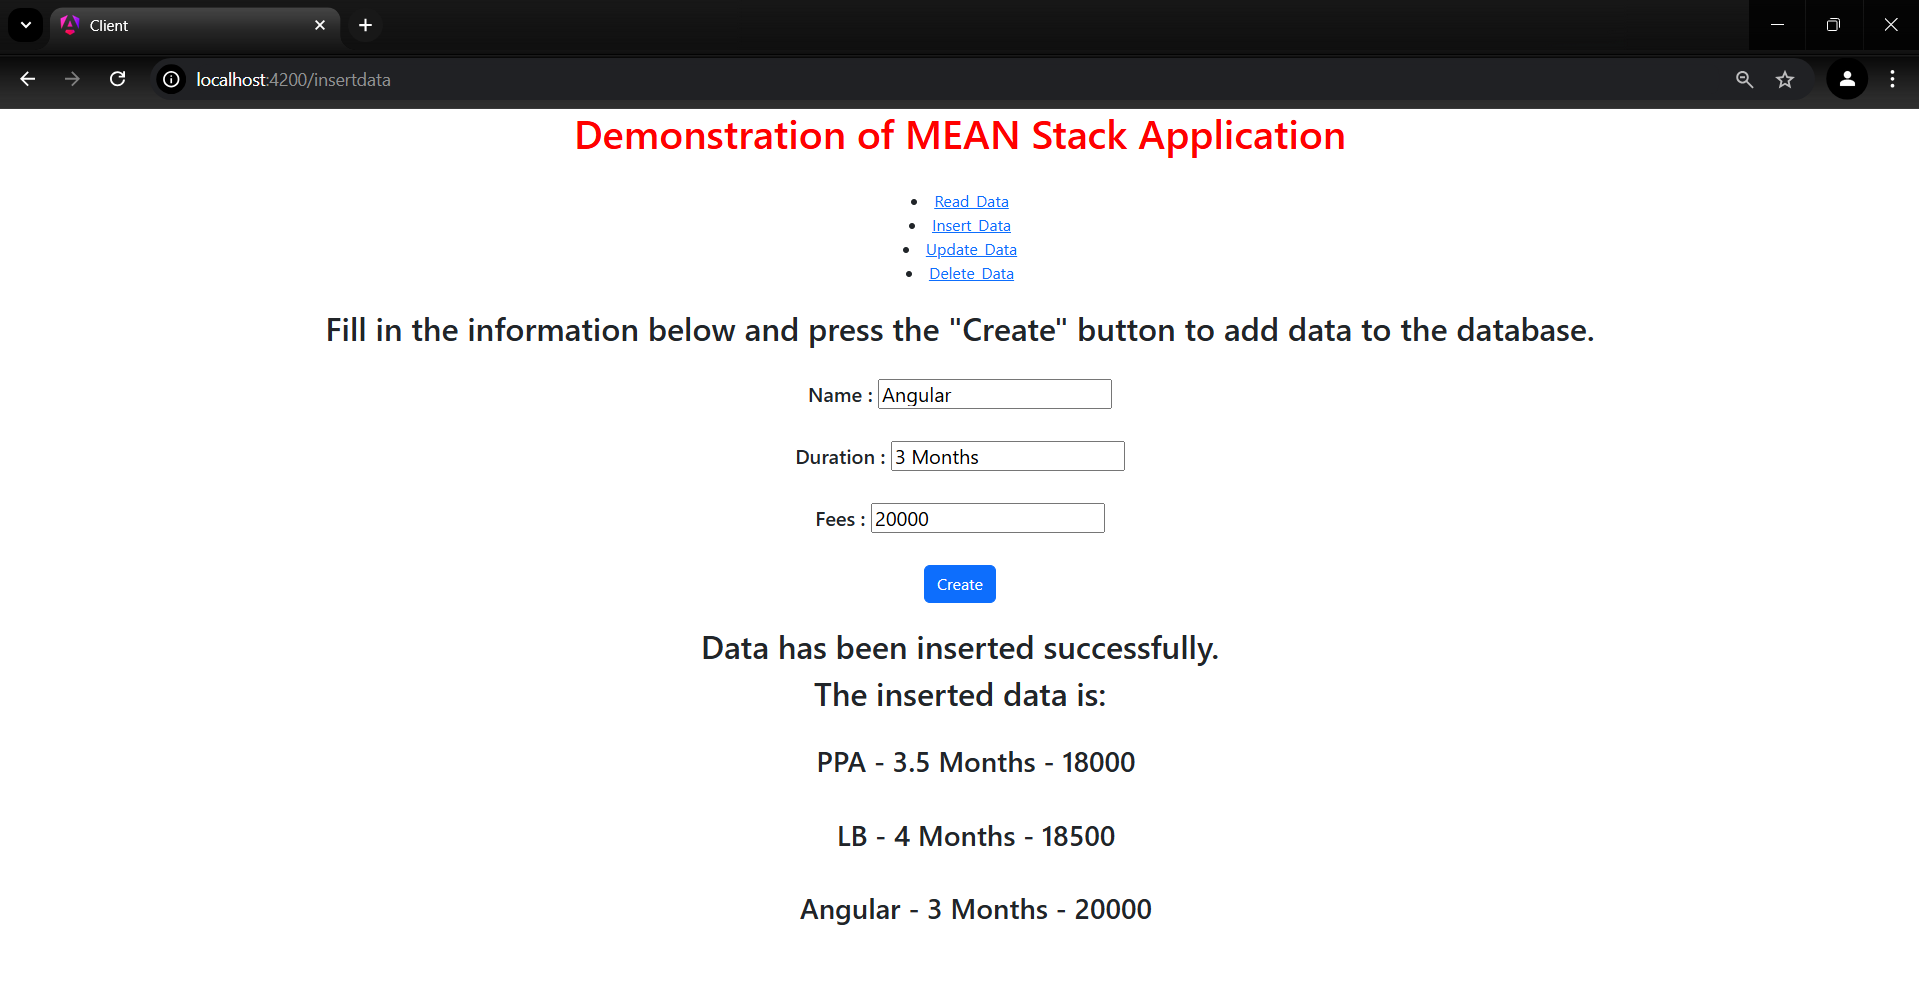 Client
localhost:4200/insertdata
Demonstration of MEAN Stack Application
Read Data
Insert Data
Update Data
Delete Data
Fill in the information below and press the "Create" button to add data to the database.
Name : Angular
Duration : 3 Months
Fees : 20000
Create
Data has been inserted successfully.
The inserted data is:
PPA - 3.5 Months - 18000
LB - 4 Months - 18500
Angular - 3 Months - 20000